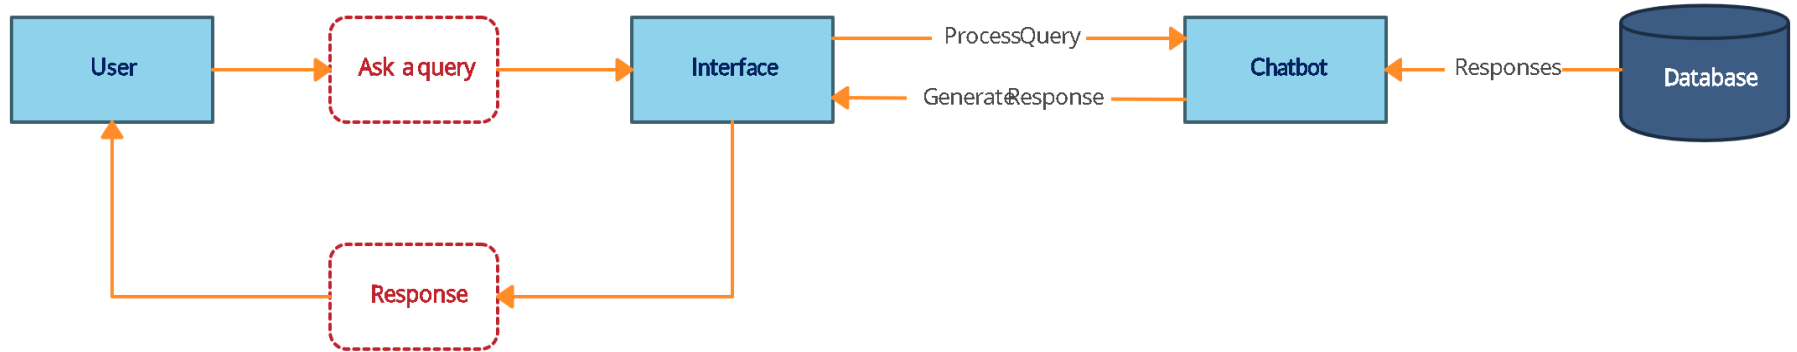 User
Ask a query
Interface
ProcessQuery
GenerateResponse
Chatbot
Responses
Database
Response